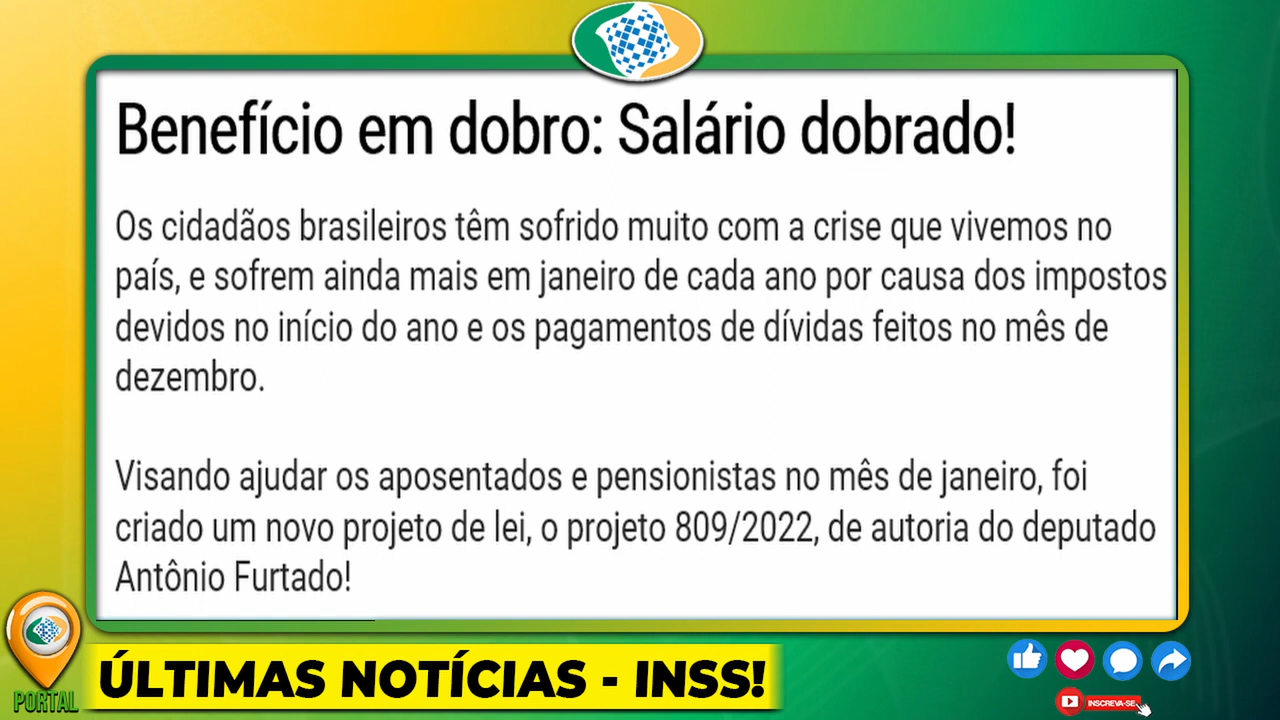 Benefício em dobro: Salário dobrado!
Os cidadãos brasileiros têm sofrido muito com a crise que vivemos no
país, e sofrem ainda mais em janeiro de cada ano por causa dos impostos
devidos no início do ano e os pagamentos de dívidas feitos no mês de
dezembro.
Visando ajudar os aposentados e pensionistas no mês de janeiro, foi
criado um novo projeto de lei, o projeto 809/2022, de autoria do deputado
Antônio Furtado!
PORTAL
ÚLTIMAS NOTÍCIAS - INSS!
INSCREVA-SE